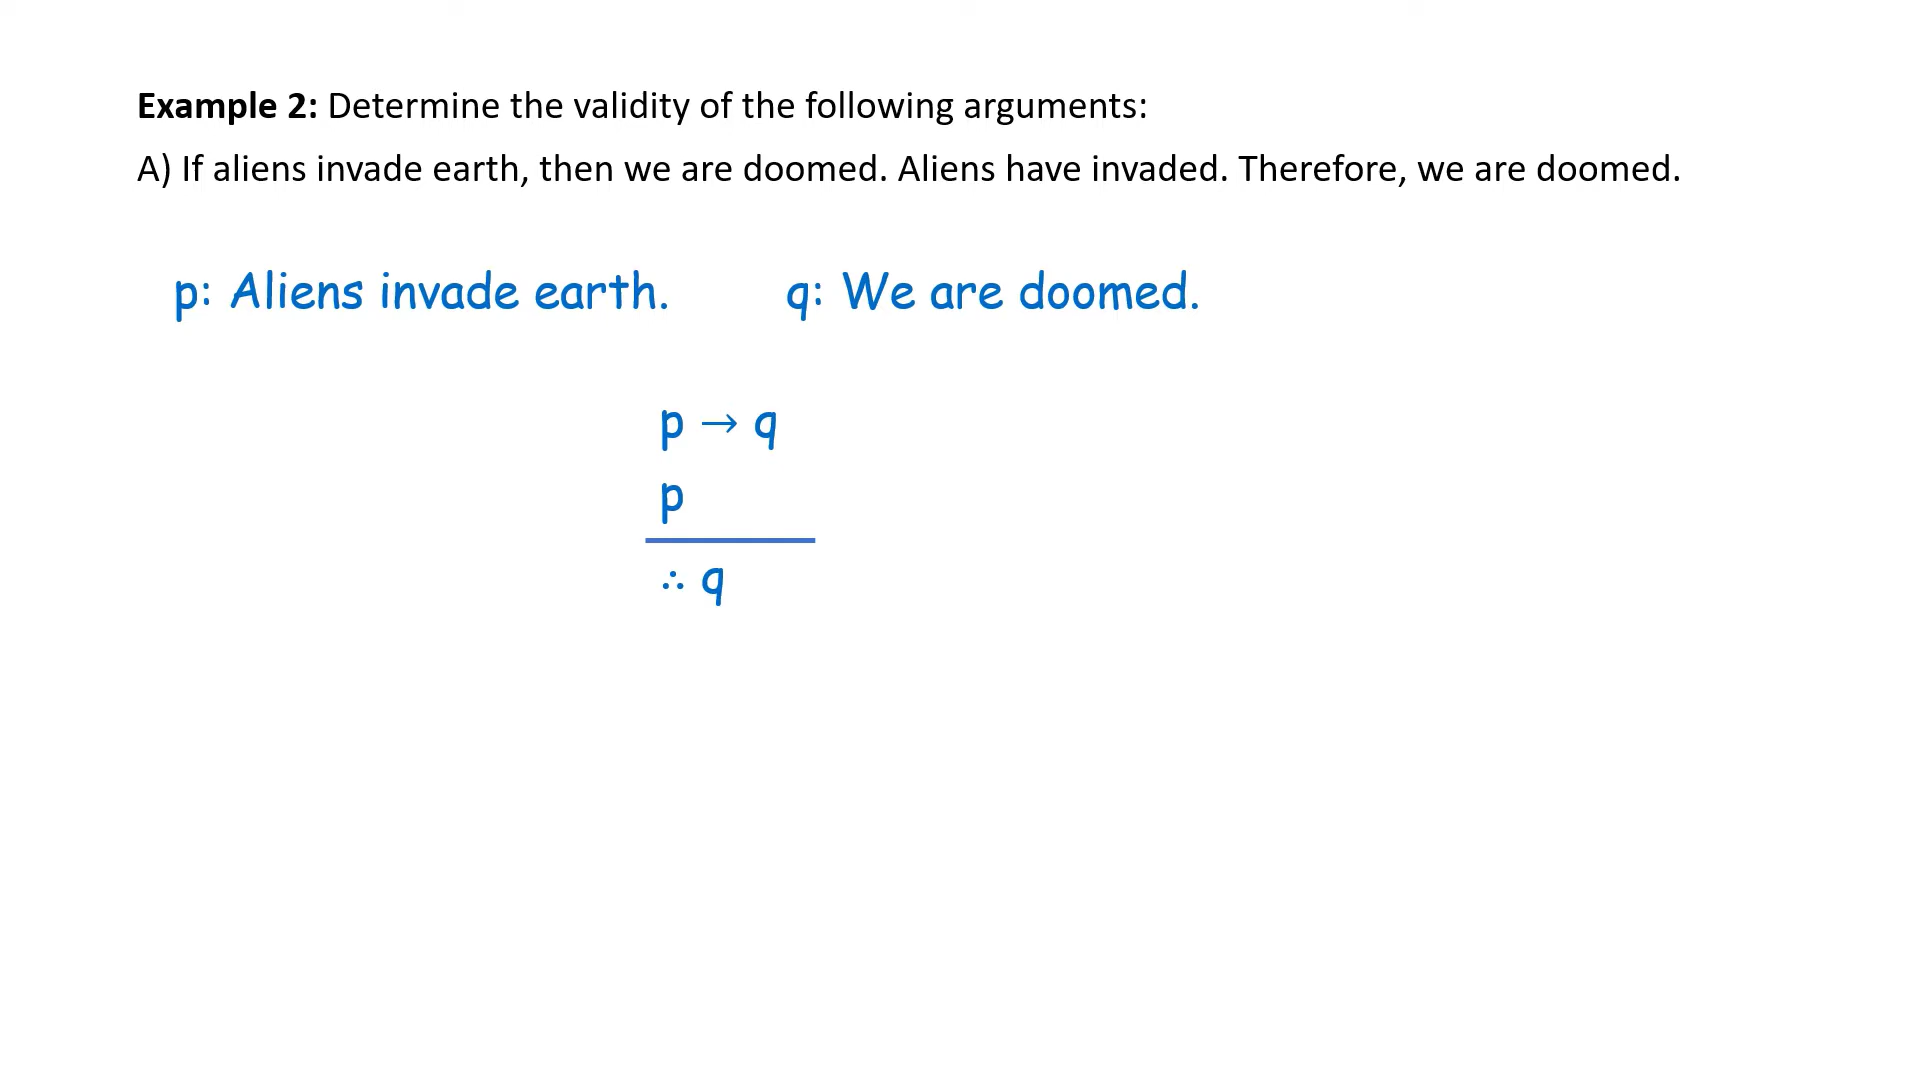 Example 2: Determine the validity of the following arguments:
A) If aliens invade earth, then we are doomed. Aliens have invaded. Therefore, we are doomed.
p: Aliens invade earth. q: We are doomed.
p → q
p
∴ q